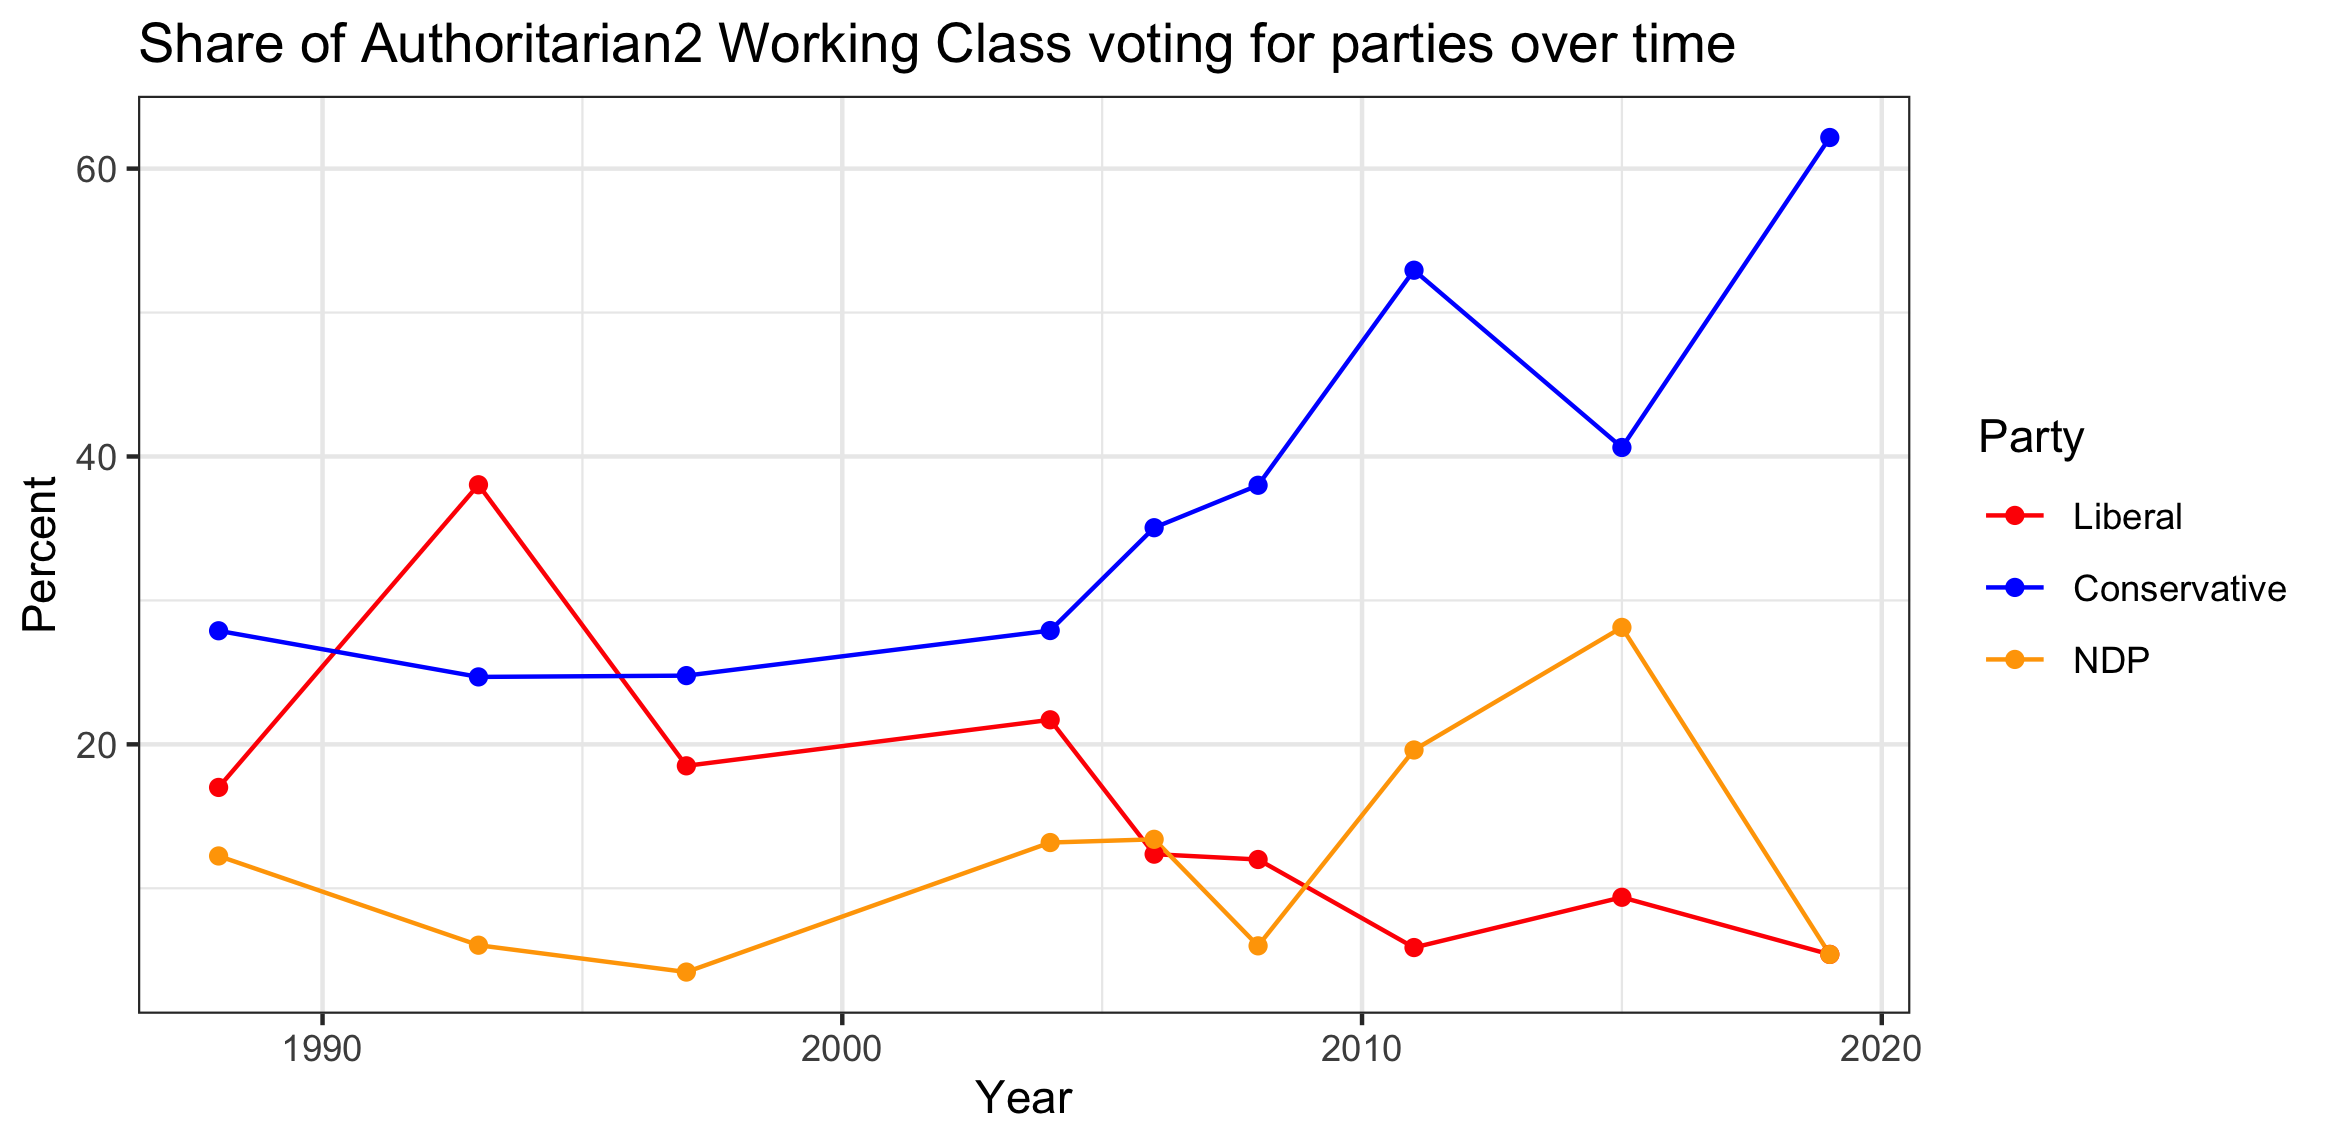 Share of Authoritarian2 Working Class voting for parties over time
60
40
20
Percent
1990
2000
2010
2020
Year
Party
Liberal
Conservative
NDP